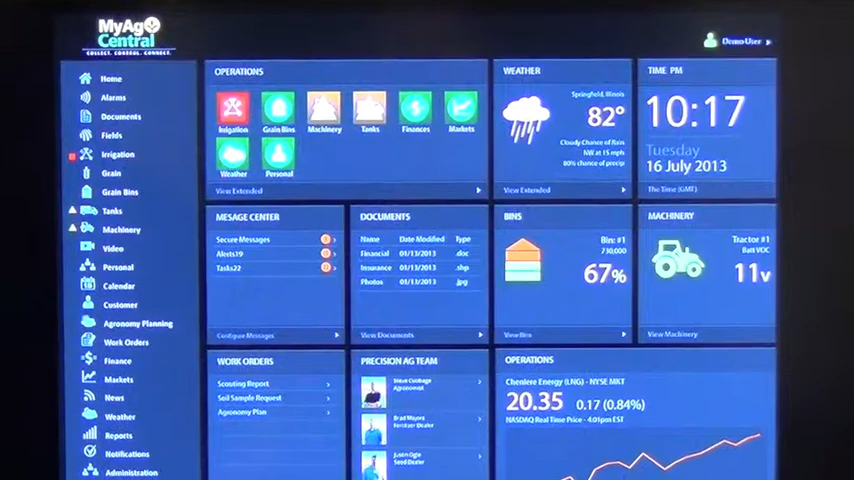 MyAg
Central
COLLECT. CONTROL. CONNECT.
Demo User
Home
Alarms
Documents
Fields
Irrigation
Grain
Grain Bins
Tanks
Machinery
Video
Personal
Calendar
Customer
Agronomy Planning
Work Orders
Finance
Markets
News
Weather
Reports
Notifications
Administration
OPERATIONS
Irrigation
Grain Bins
Machinery
Tanks
Finances
Markets
Weather
Personal
View Extended
WEATHER
Springfield, Illinois
82°
Cloudy Chance of Rain
NW at 15 mph
80% chance of precip
View Extended
TIME PM
10:17
Tuesday
16 July 2013
The Time (GMT)
MESAGE CENTER
Secure Messages
Alerts19
Tasks22
Configure Messages
DOCUMENTS
Name Date Modified Type
Financial 01/13/2013 .doc
Insurance 01/13/2013 .shp
Photos 01/13/2013 .jpg
View Documents
BINS
Bin: #1
730,000
67%
View Bins
MACHINERY
Tractor #1
Batt VOC
11v
View Machinery
WORK ORDERS
Scouting Report
Soil Sample Request
Agronomy Plan
PRECISION AG TEAM
Steve Cubbage
Agronomist
Brad Mayers
Fertilizer Dealer
Justin Ogle
Seed Dealer
OPERATIONS
Cheniere Energy (LNG) - NYSE MKT
20.35 0.17 (0.84%)
NASDAQ Real Time Price - 4:01pm EST